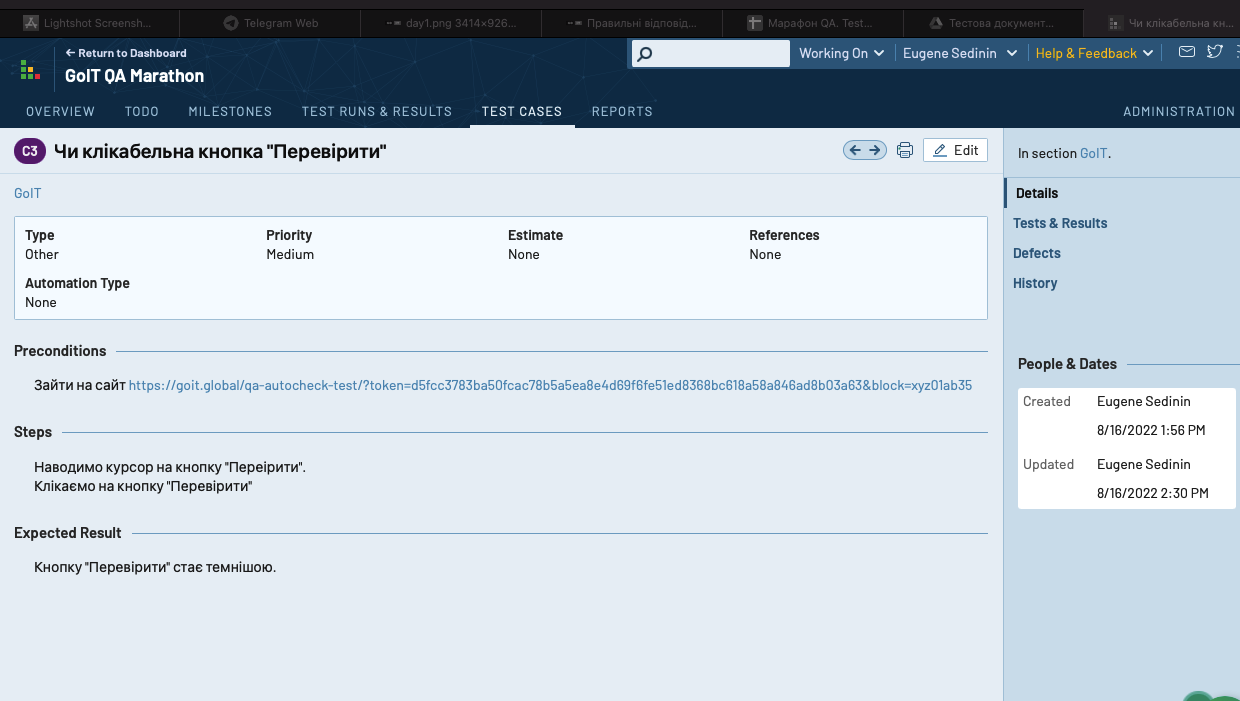 Lightshot Screensh...
Telegram Web
day1.png 3414×926...
Правильні відповід...
Марафон QA. Test...
Тестова документ...
Чи клікабельна кн...
← Return to Dashboard
GoIT QA Marathon
Working On
Eugene Sedinin
Help & Feedback
OVERVIEW
TODO
MILESTONES
TEST RUNS & RESULTS
TEST CASES
REPORTS
ADMINISTRATION
C3 Чи клікабельна кнопка "Перевірити"
Edit
GoIT
Type
Other
Priority
Medium
Estimate
None
References
None
Automation Type
None
Preconditions
Зайти на сайт https://goit.global/qa-autocheck-test/?token=d5fcc3783ba50fcac78b5a5ea8e4d69f6fe51ed8368bc618a58a846ad8b03a63&block=xyz01ab35
Steps
Наводимо курсор на кнопку "Переірити".
Клікаємо на кнопку "Перевірити"
Expected Result
Кнопку "Перевірити" стає темнішою.
In section GoIT.
Details
Tests & Results
Defects
History
People & Dates
Created Eugene Sedinin
8/16/2022 1:56 PM
Updated Eugene Sedinin
8/16/2022 2:30 PM